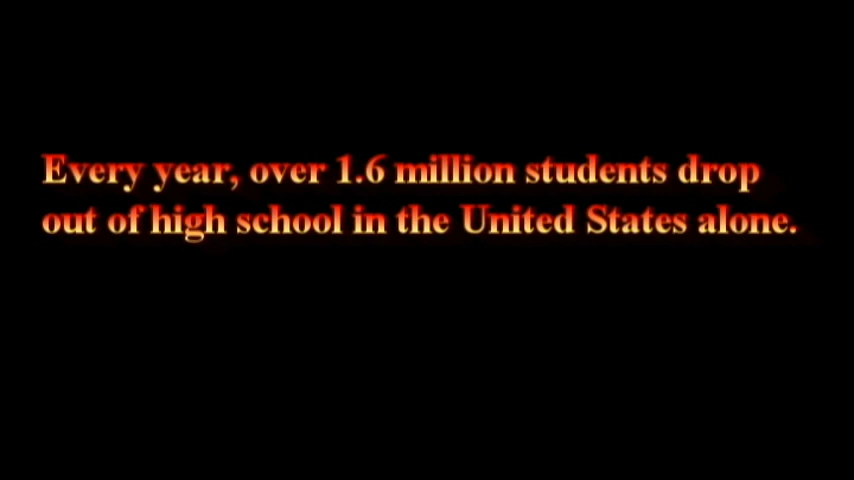 Every year, over 1.6 million students drop
out of high school in the United States alone.